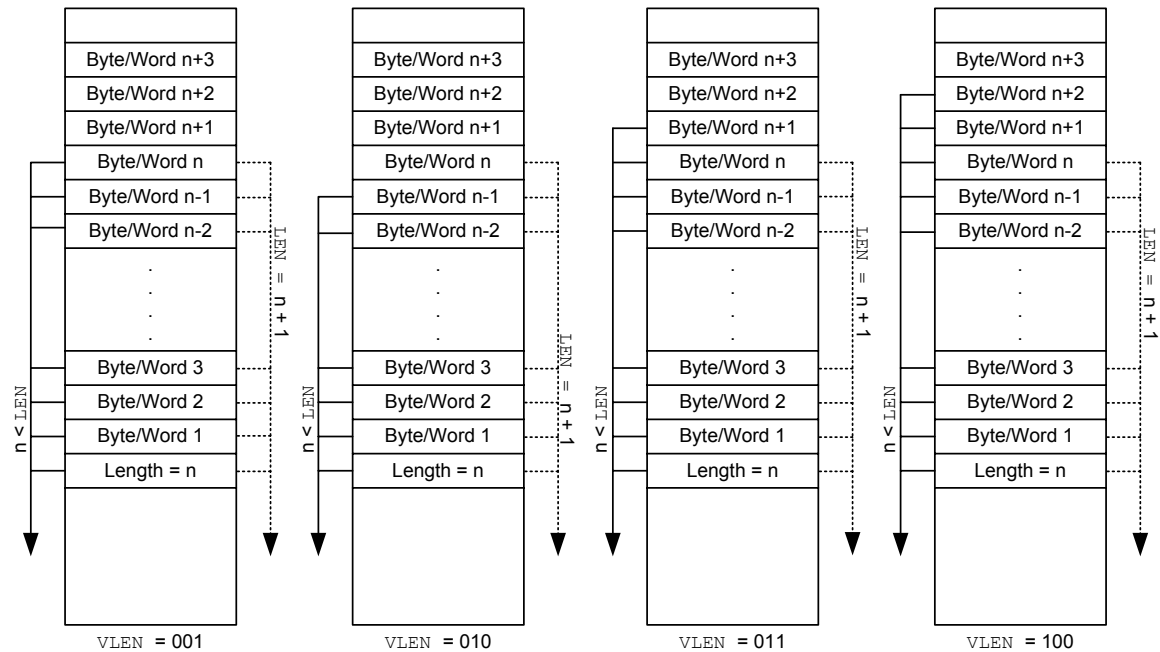 Byte/Word n+3
Byte/Word n+2
Byte/Word n+1
Byte/Word n
Byte/Word n-1
Byte/Word n-2
.
.
.
.
Byte/Word 3
Byte/Word 2
Byte/Word 1
Length = n
LEN > u
LEN = n + 1
VLEN = 001
Byte/Word n+3
Byte/Word n+2
Byte/Word n+1
Byte/Word n
Byte/Word n-1
Byte/Word n-2
.
.
.
.
Byte/Word 3
Byte/Word 2
Byte/Word 1
Length = n
LEN > u
LEN = n + 1
VLEN = 010
Byte/Word n+3
Byte/Word n+2
Byte/Word n+1
Byte/Word n
Byte/Word n-1
Byte/Word n-2
.
.
.
.
Byte/Word 3
Byte/Word 2
Byte/Word 1
Length = n
LEN > u
LEN = n + 1
VLEN = 011
Byte/Word n+3
Byte/Word n+2
Byte/Word n+1
Byte/Word n
Byte/Word n-1
Byte/Word n-2
.
.
.
.
Byte/Word 3
Byte/Word 2
Byte/Word 1
Length = n
LEN > u
LEN = n + 1
VLEN = 100